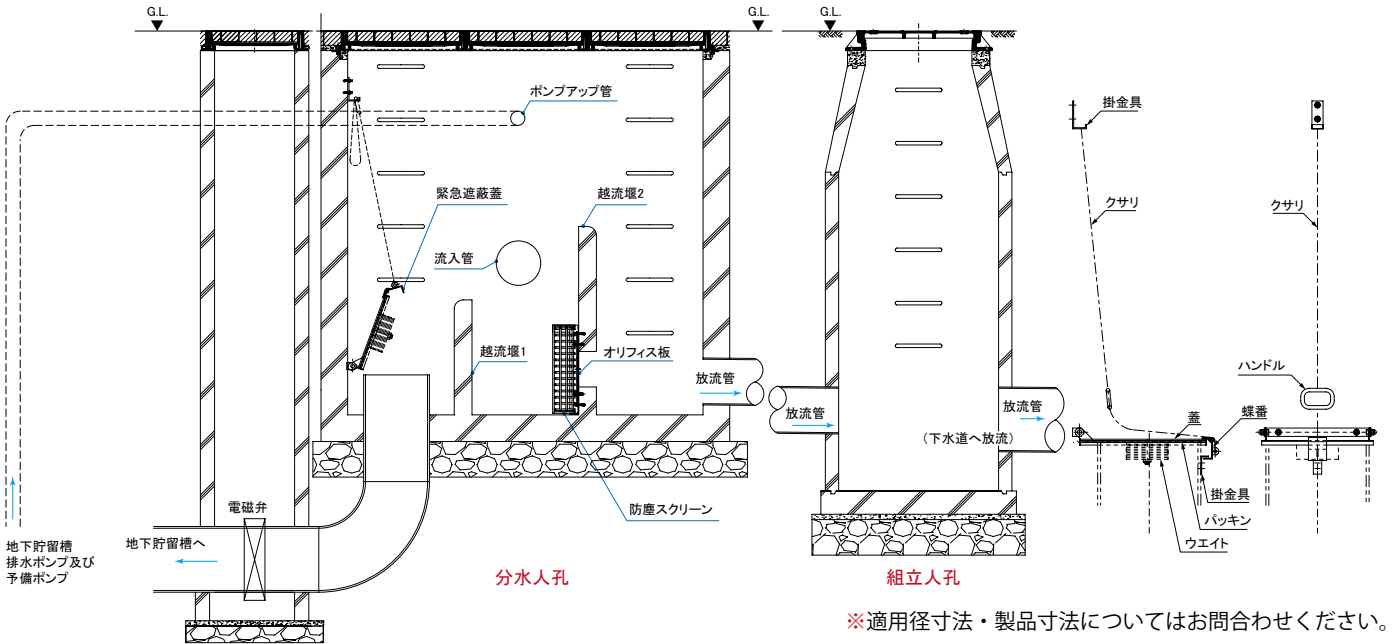 G.L.
G.L.
G.L.
ポンプアップ管
掛金具
緊急遮蔽蓋
越流堰2
クサリ
クサリ
流入管
越流堰1
オリフィス板
放流管
放流管
放流管
(下水道へ放流)
ハンドル
蓋
蝶番
掛金具
パッキン
ウエイト
防塵スクリーン
電磁弁
地下貯留槽へ
地下貯留槽
排水ポンプ及び
予備ポンプ
分水人孔
組立人孔
※適用径寸法・製品寸法についてはお問合わせください。